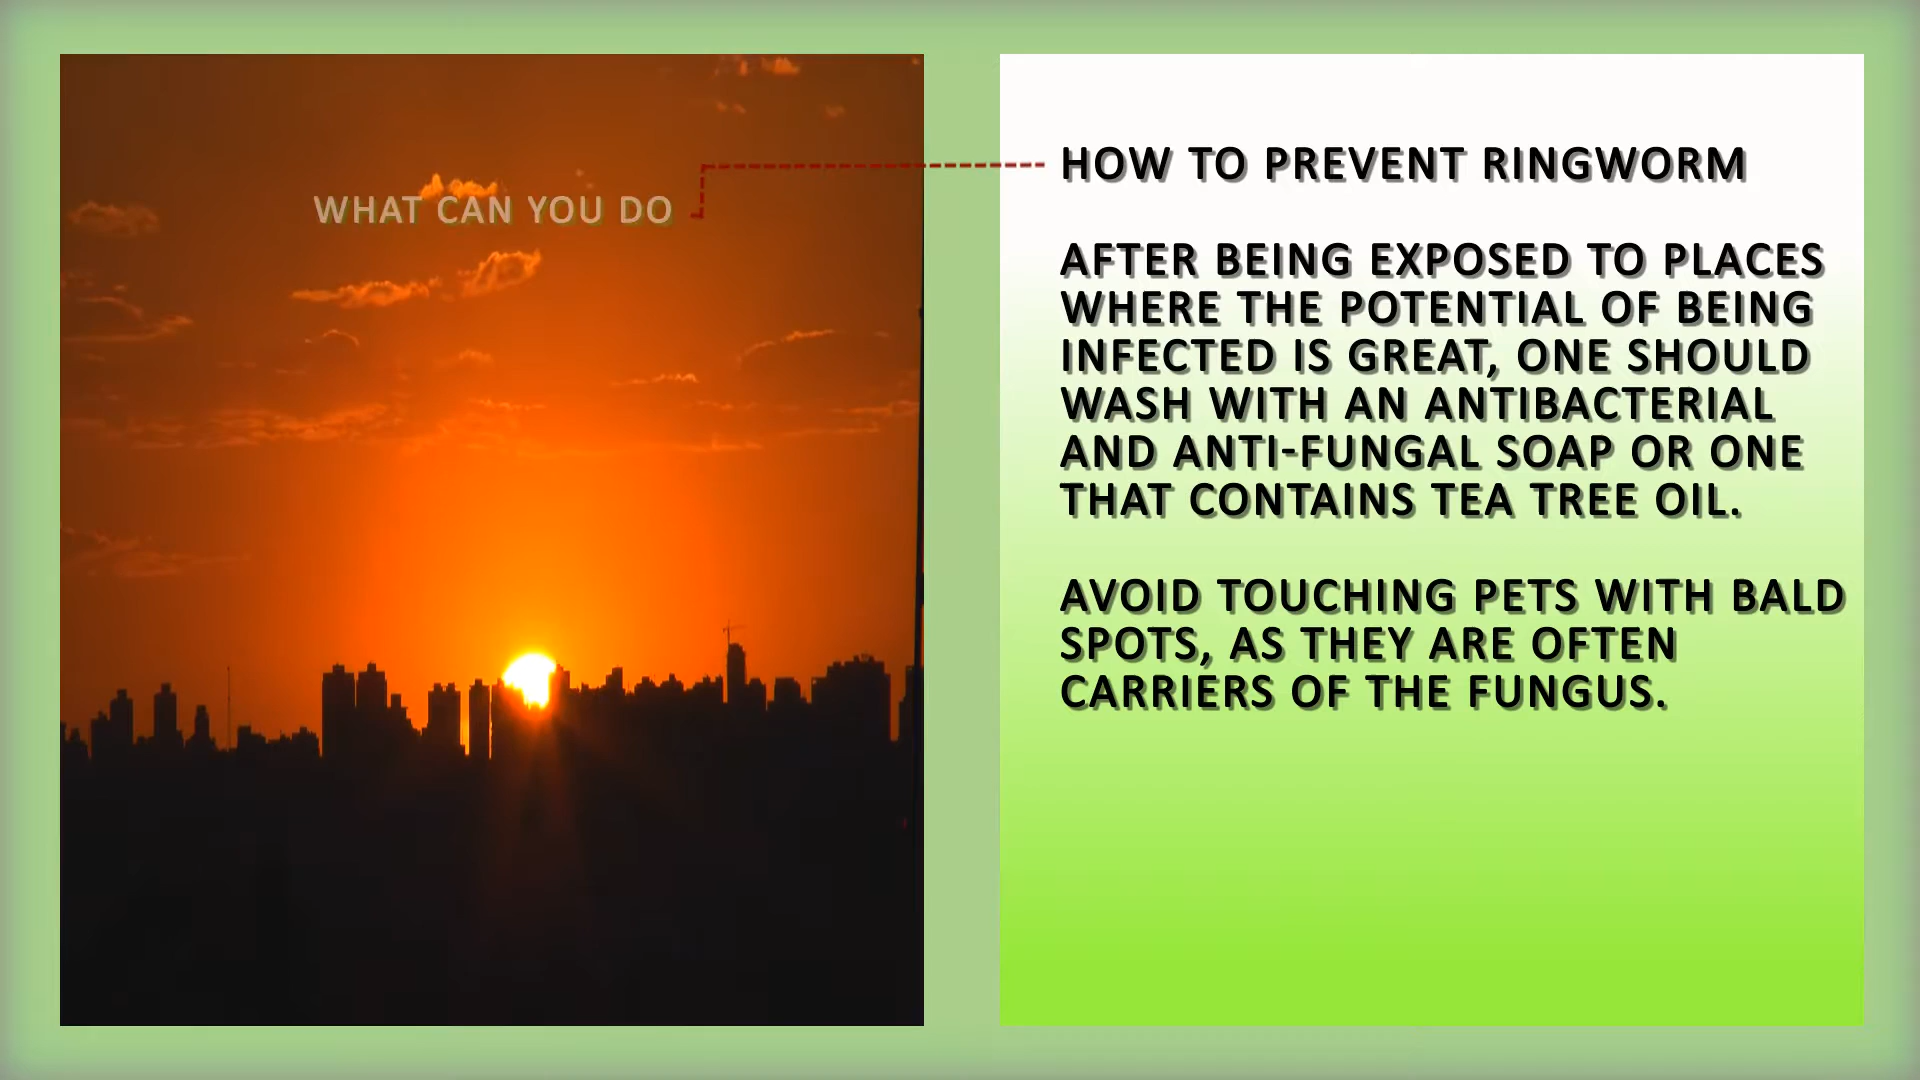 WHAT CAN YOU DO
HOW TO PREVENT RINGWORM
AFTER BEING EXPOSED TO PLACES
WHERE THE POTENTIAL OF BEING
INFECTED IS GREAT, ONE SHOULD
WASH WITH AN ANTIBACTERIAL
AND ANTI-FUNGAL SOAP OR ONE
THAT CONTAINS TEA TREE OIL.
AVOID TOUCHING PETS WITH BALD
SPOTS, AS THEY ARE OFTEN
CARRIERS OF THE FUNGUS.